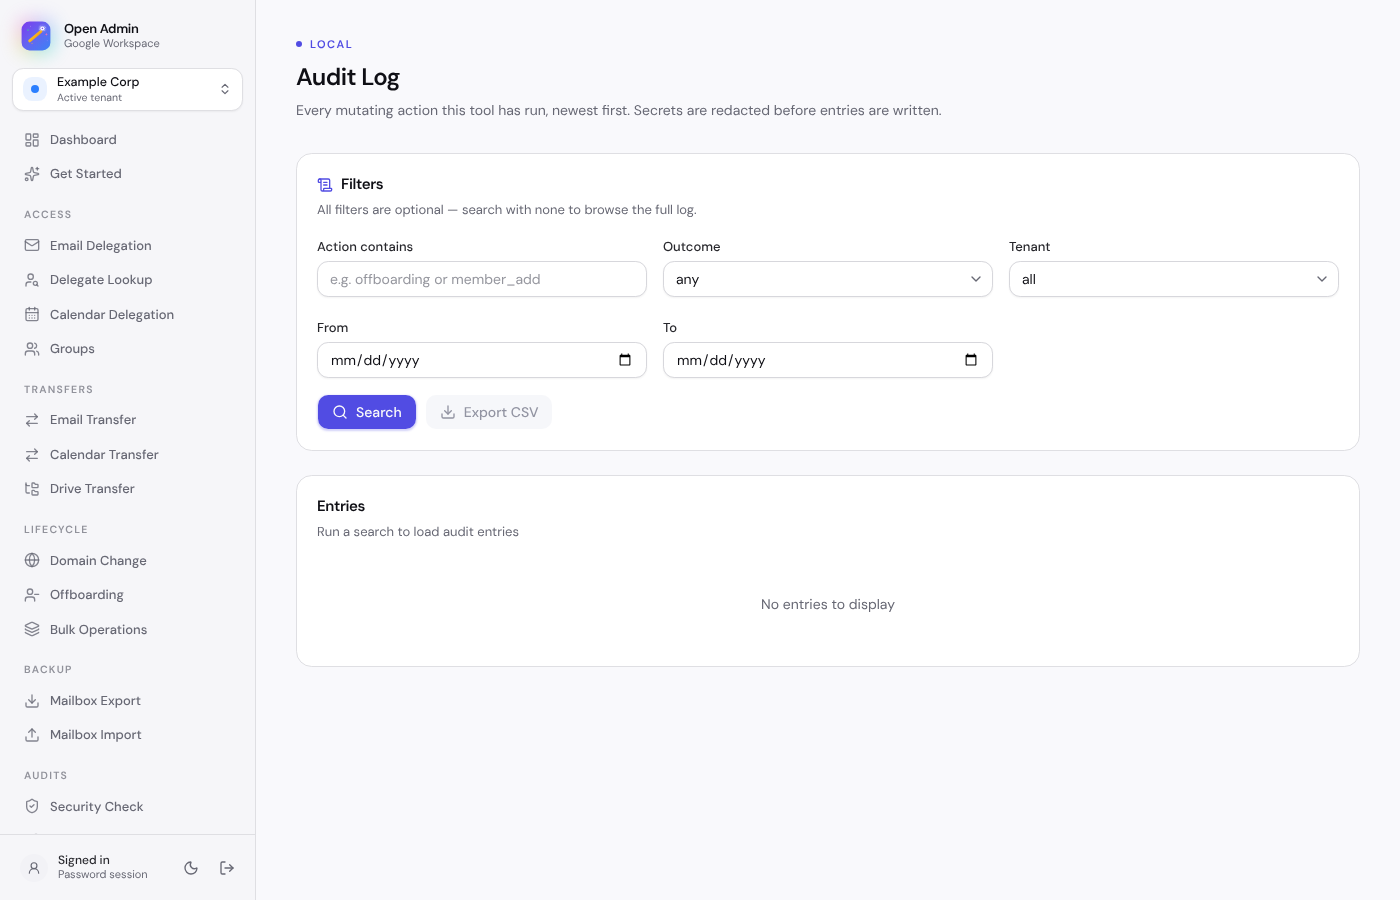 Open Admin
Google Workspace
Example Corp
Active tenant
Dashboard
Get Started
ACCESS
Email Delegation
Delegate Lookup
Calendar Delegation
Groups
TRANSFERS
Email Transfer
Calendar Transfer
Drive Transfer
LIFECYCLE
Domain Change
Offboarding
Bulk Operations
BACKUP
Mailbox Export
Mailbox Import
AUDITS
Security Check
Signed in
Password session
LOCAL
Audit Log
Every mutating action this tool has run, newest first. Secrets are redacted before entries are written.
Filters
All filters are optional — search with none to browse the full log.
Action contains
e.g. offboarding or member_add
Outcome
any
Tenant
all
From
mm/dd/yyyy
To
mm/dd/yyyy
Search
Export CSV
Entries
Run a search to load audit entries
No entries to display